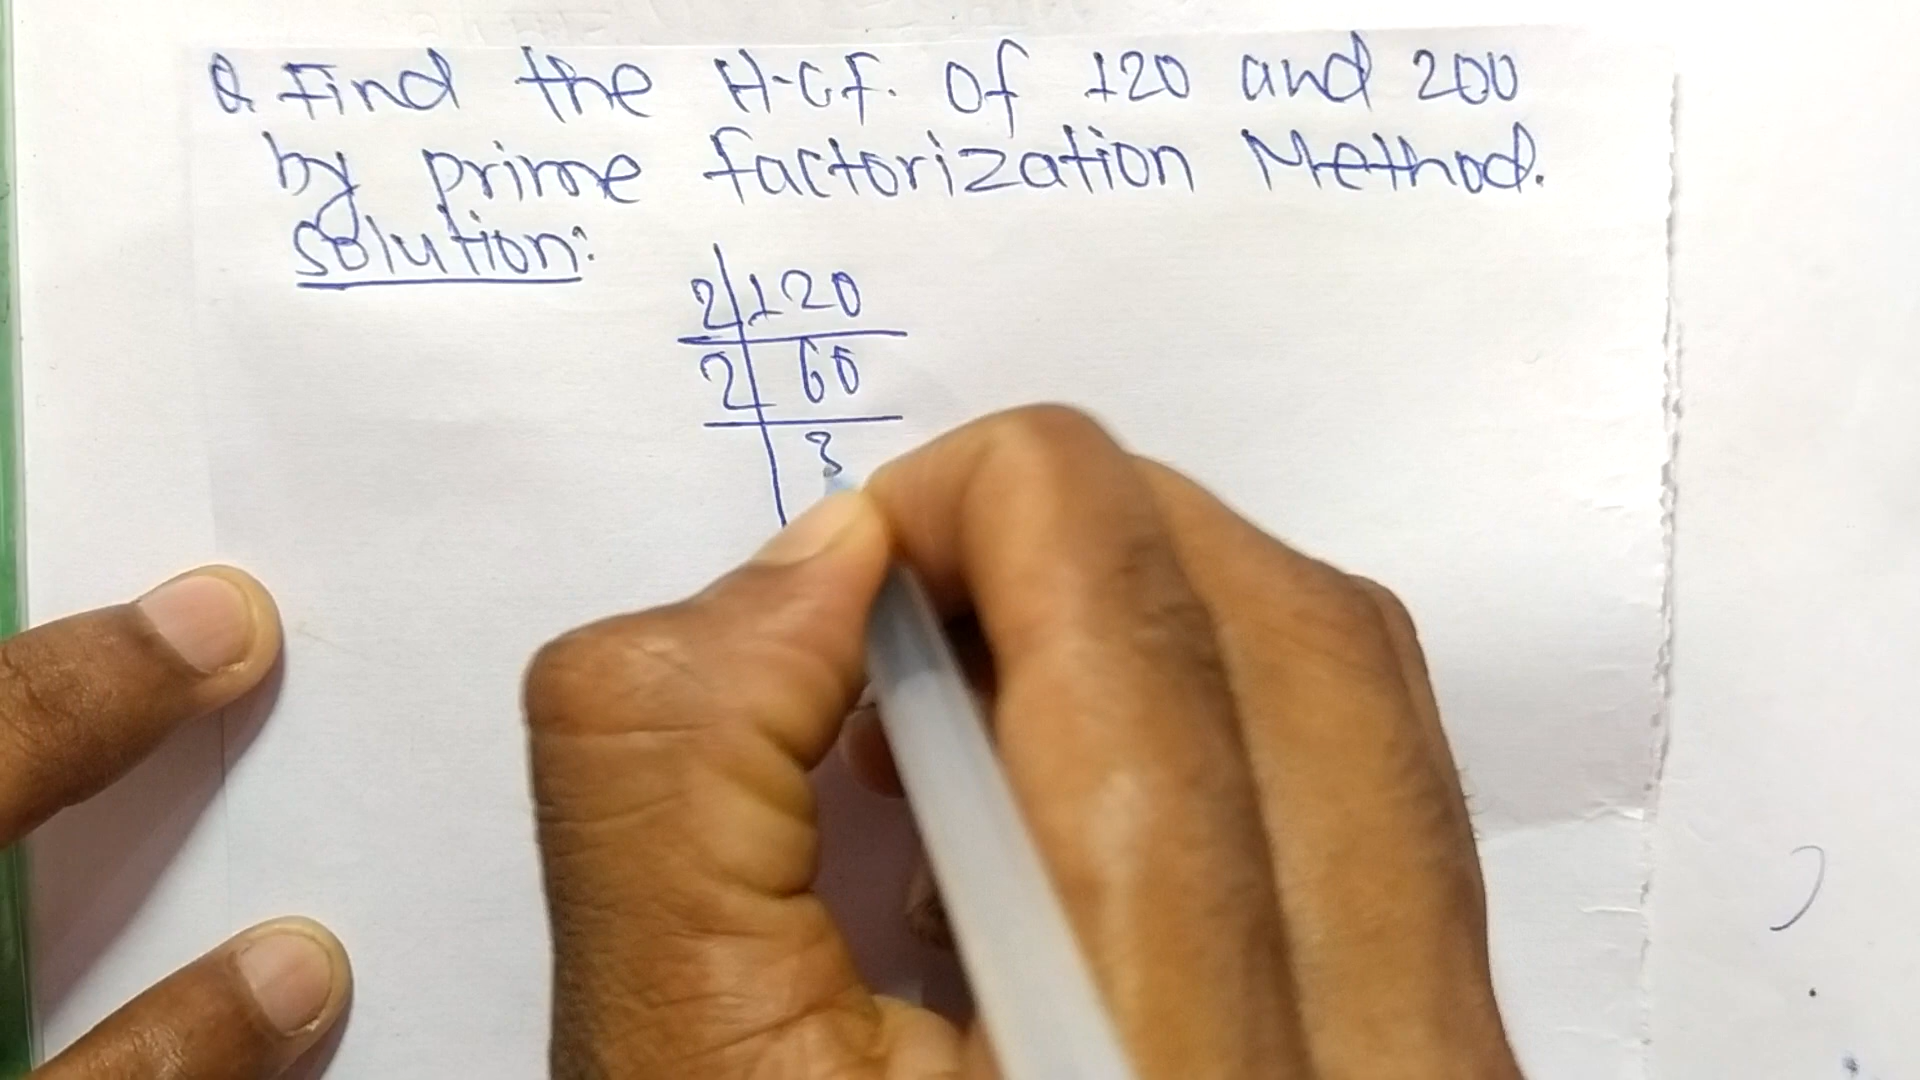 Q. Find the H.C.F. Of 120 and 200
by prime factorization Method.
Solution:
2 120
2 60
3